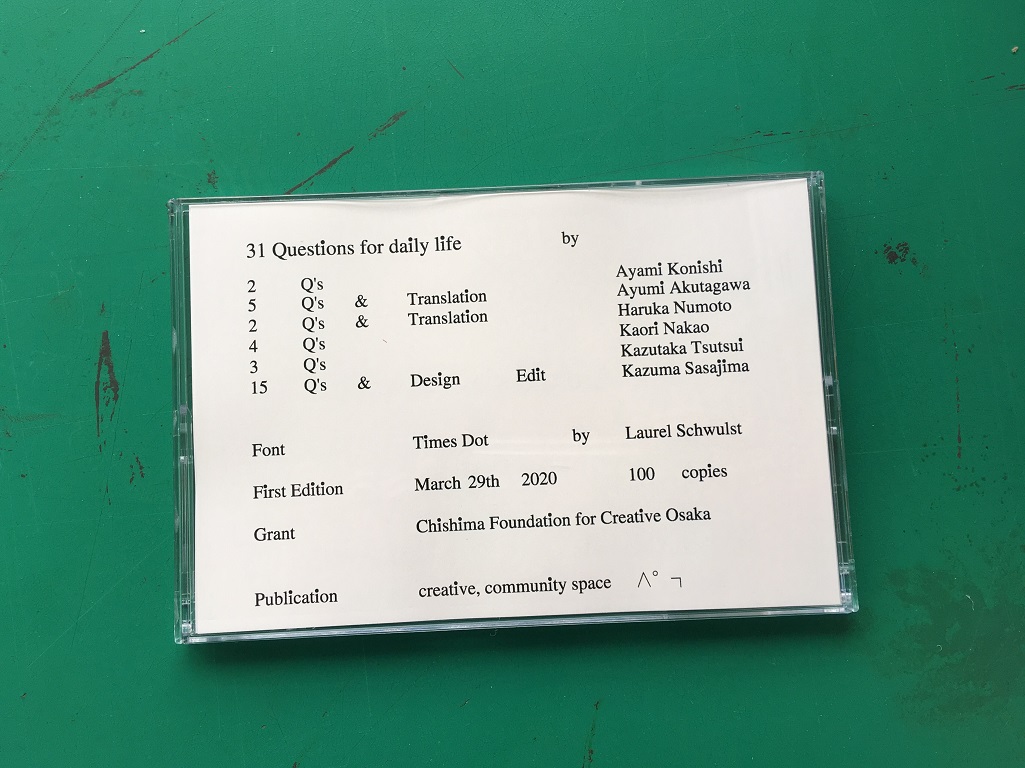 31 Questions for daily life by
2 Q's Ayami Konishi
5 Q's & Translation Ayumi Akutagawa
2 Q's & Translation Haruka Numoto
4 Q's Kaori Nakao
3 Q's Kazutaka Tsutsui
15 Q's & Design Edit Kazuma Sasajima
Font Times Dot by Laurel Schwulst
First Edition March 29th 2020 100 copies
Grant Chishima Foundation for Creative Osaka
Publication creative, community space